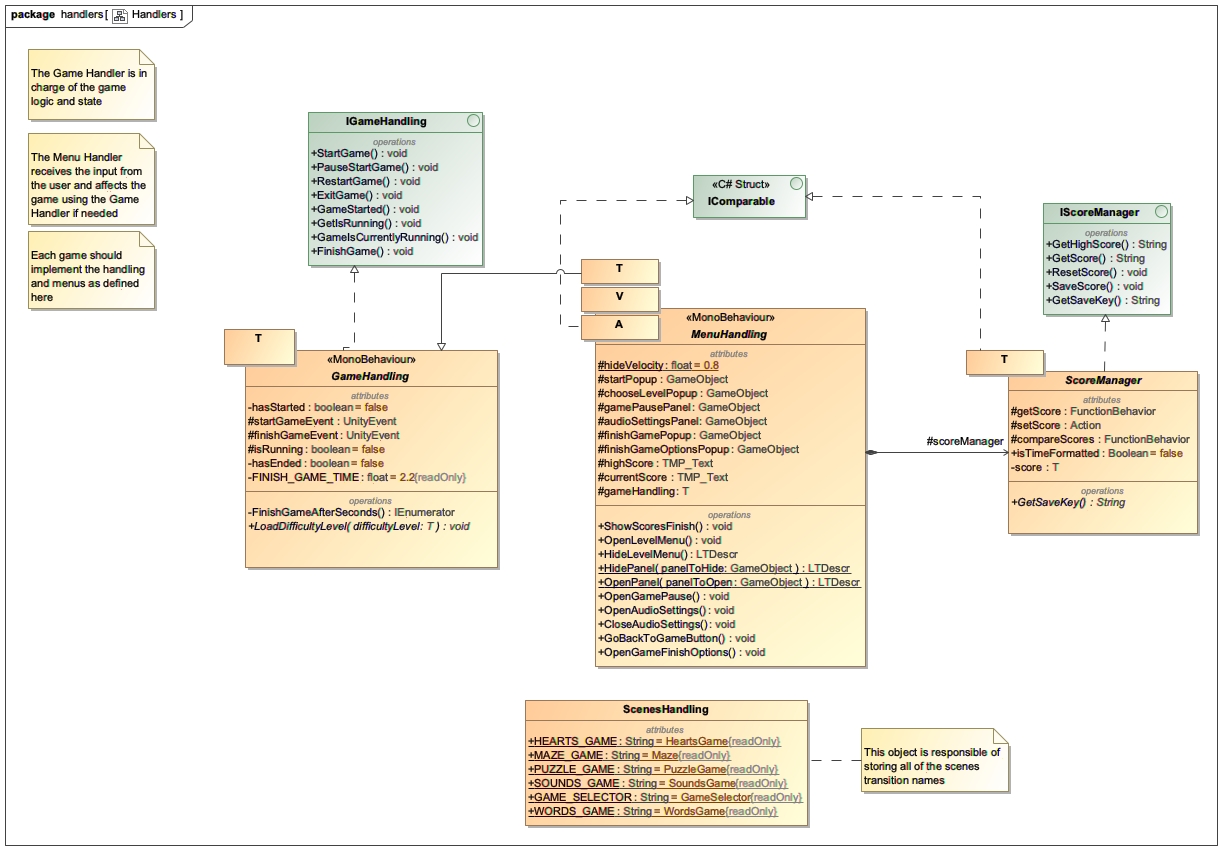 package handlers[ Handlers ]
The Game Handler is in
charge of the game
logic and state
The Menu Handler
receives the input from
the user and affects the
game using the Game
Handler if needed
Each game should
implement the handling
and menus as defined
here
IGameHandling
operations
+StartGame() : void
+PauseStartGame() : void
+RestartGame() : void
+ExitGame() : void
+GameStarted() : void
+GetIsRunning() : void
+GameIsCurrentlyRunning() : void
+FinishGame() : void
«C# Struct»
IComparable
IScoreManager
operations
+GetHighScore() : String
+GetScore() : String
+ResetScore() : void
+SaveScore() : void
+GetSaveKey() : String
T
«MonoBehaviour»
GameHandling
attributes
-hasStarted : boolean = false
#startGameEvent : UnityEvent
#finishGameEvent : UnityEvent
#isRunning : boolean = false
-hasEnded : boolean = false
-FINISH_GAME_TIME : float = 2.2{readOnly}
operations
-FinishGameAfterSeconds() : IEnumerator
+LoadDifficultyLevel( difficultyLevel : T ) : void
T
V
A
«MonoBehaviour»
MenuHandling
attributes
#hideVelocity : float = 0.8
#startPopup : GameObject
#chooseLevelPopup : GameObject
#gamePausePanel : GameObject
#audioSettingsPanel : GameObject
#finishGamePopup : GameObject
#finishGameOptionsPopup : GameObject
#highScore : TMP_Text
#currentScore : TMP_Text
#gameHandling : T
operations
+ShowScoresFinish() : void
+OpenLevelMenu() : void
+HideLevelMenu() : LTDescr
+HidePanel( panelToHide : GameObject ) : LTDescr
+OpenPanel( panelToOpen : GameObject ) : LTDescr
+OpenGamePause() : void
+OpenAudioSettings() : void
+CloseAudioSettings() : void
+GoBackToGameButton() : void
+OpenGameFinishOptions() : void
#scoreManager
T
ScoreManager
attributes
#getScore : FunctionBehavior
#setScore : Action
#compareScores : FunctionBehavior
+isTimeFormatted : Boolean = false
-score : T
operations
+GetSaveKey() : String
ScenesHandling
attributes
+HEARTS_GAME : String = HeartsGame{readOnly}
+MAZE_GAME : String = Maze{readOnly}
+PUZZLE_GAME : String = PuzzleGame{readOnly}
+SOUNDS_GAME : String = SoundsGame{readOnly}
+GAME_SELECTOR : String = GameSelector{readOnly}
+WORDS_GAME : String = WordsGame{readOnly}
This object is responsible of
storing all of the scenes
transition names